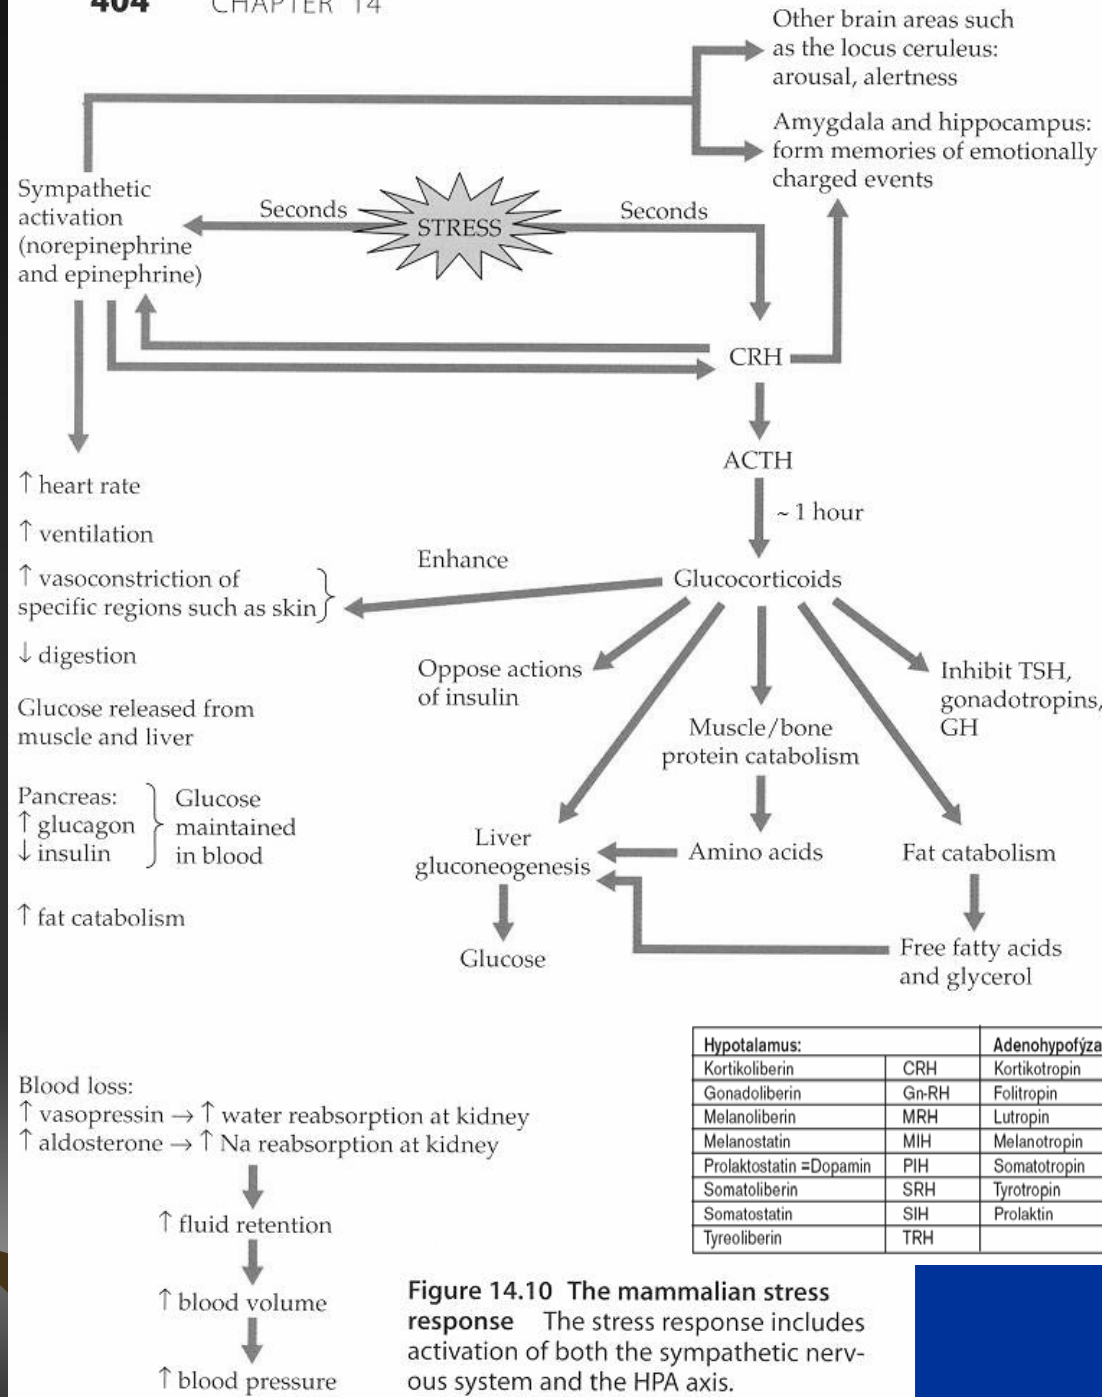 404 CHAPTER 14
Other brain areas such
as the locus ceruleus:
arousal, alertness
Amygdala and hippocampus:
form memories of emotionally
charged events
Sympathetic
activation
(norepinephrine
and epinephrine)
Seconds
STRESS
Seconds
CRH
ACTH
~ 1 hour
Glucocorticoids
Enhance
↑ heart rate
↑ ventilation
↑ vasoconstriction of
specific regions such as skin
↓ digestion
Glucose released from
muscle and liver
Pancreas:
↑ glucagon
↓ insulin
Glucose
maintained
in blood
↑ fat catabolism
Oppose actions
of insulin
Muscle/bone
protein catabolism
Inhibit TSH,
gonadotropins,
GH
Liver
gluconeogenesis
Amino acids
Fat catabolism
Glucose
Free fatty acids
and glycerol
Blood loss:
↑ vasopressin → ↑ water reabsorption at kidney
↑ aldosterone → ↑ Na reabsorption at kidney
↑ fluid retention
↑ blood volume
↑ blood pressure
Hypotalamus: Adenohypofýza
Kortikoliberin CRH Kortikotropin
Gonadoliberin Gn-RH Folitropin
Melanoliberin MRH Lutropin
Melanostatin MIH Melanotropin
Prolaktostatin =Dopamin PIH Somatotropin
Somatoliberin SRH Tyrotropin
Somatostatin SIH Prolaktin
Tyreoliberin TRH
Figure 14.10 The mammalian stress
response The stress response includes
activation of both the sympathetic nerv-
ous system and the HPA axis.